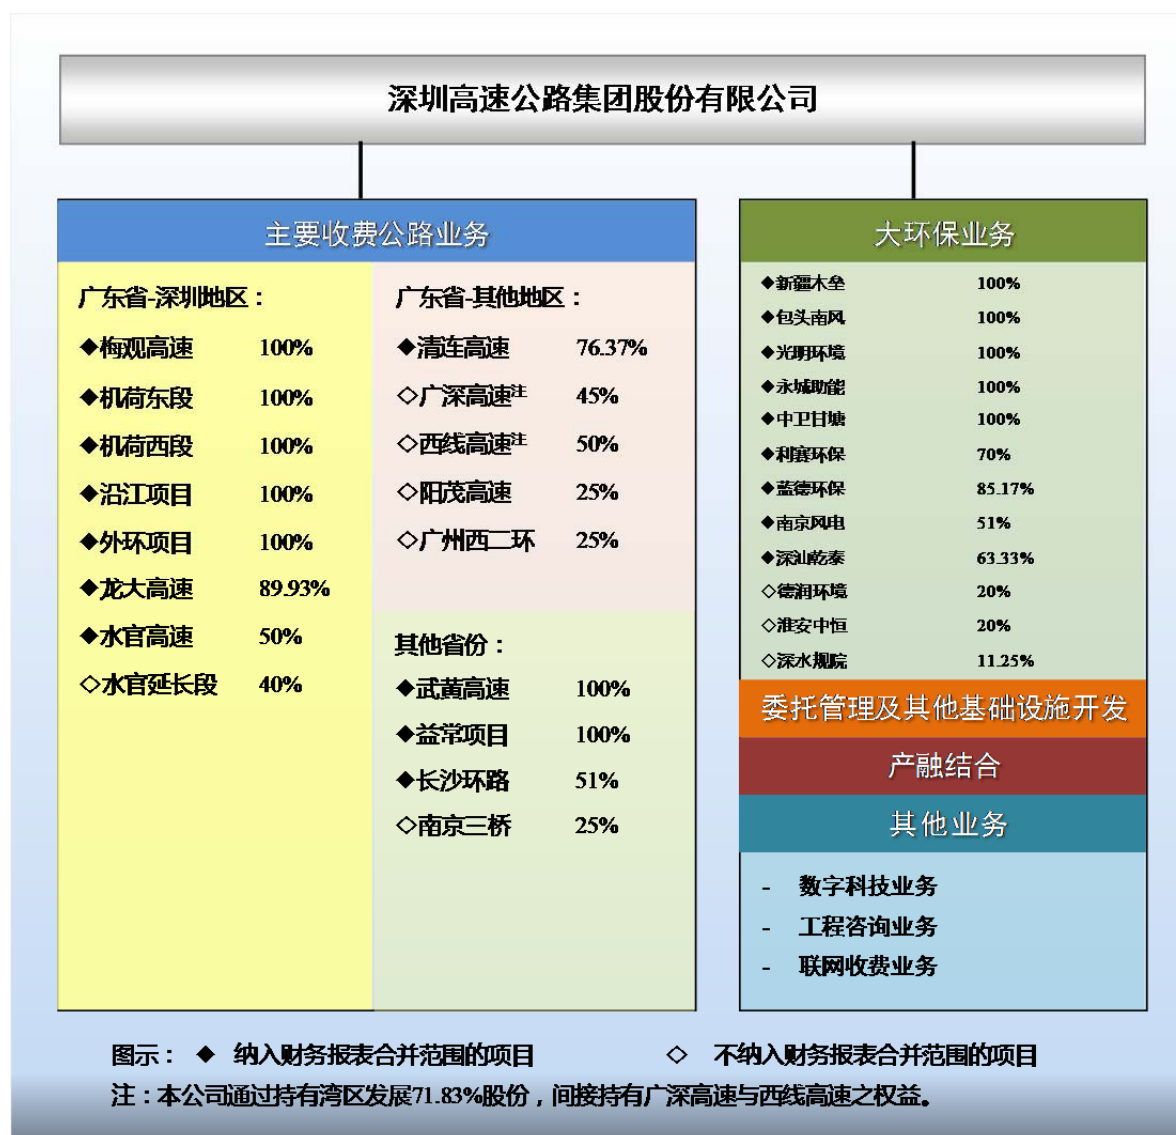 深圳高速公路集团股份有限公司
主要收费公路业务
广东省-深圳地区：
◆梅观高速 100%
◆机荷东段 100%
◆机荷西段 100%
◆沿江项目 100%
◆外环项目 100%
◆龙大高速 89.93%
◆水官高速 50%
◇水官延长段 40%
广东省-其他地区：
◆清连高速 76.37%
◇广深高速注 45%
◇西线高速注 50%
◇阳茂高速 25%
◇广州西二环 25%
其他省份：
◆武黄高速 100%
◆益常项目 100%
◆长沙环路 51%
◇南京三桥 25%
大环保业务
◆新疆木垒 100%
◆包头南风 100%
◆光明环境 100%
◆永城助能 100%
◆中卫甘塘 100%
◆利赛环保 70%
◆蓝德环保 85.17%
◆南京风电 51%
◆深汕乾泰 63.33%
◇德润环境 20%
◇淮安中恒 20%
◇深水规院 11.25%
委托管理及其他基础设施开发
产融结合
其他业务
- 数字科技业务
- 工程咨询业务
- 联网收费业务
图示： ◆ 纳入财务报表合并范围的项目 ◇ 不纳入财务报表合并范围的项目
注：本公司通过持有湾区发展71.83%股份，间接持有广深高速与西线高速之权益。